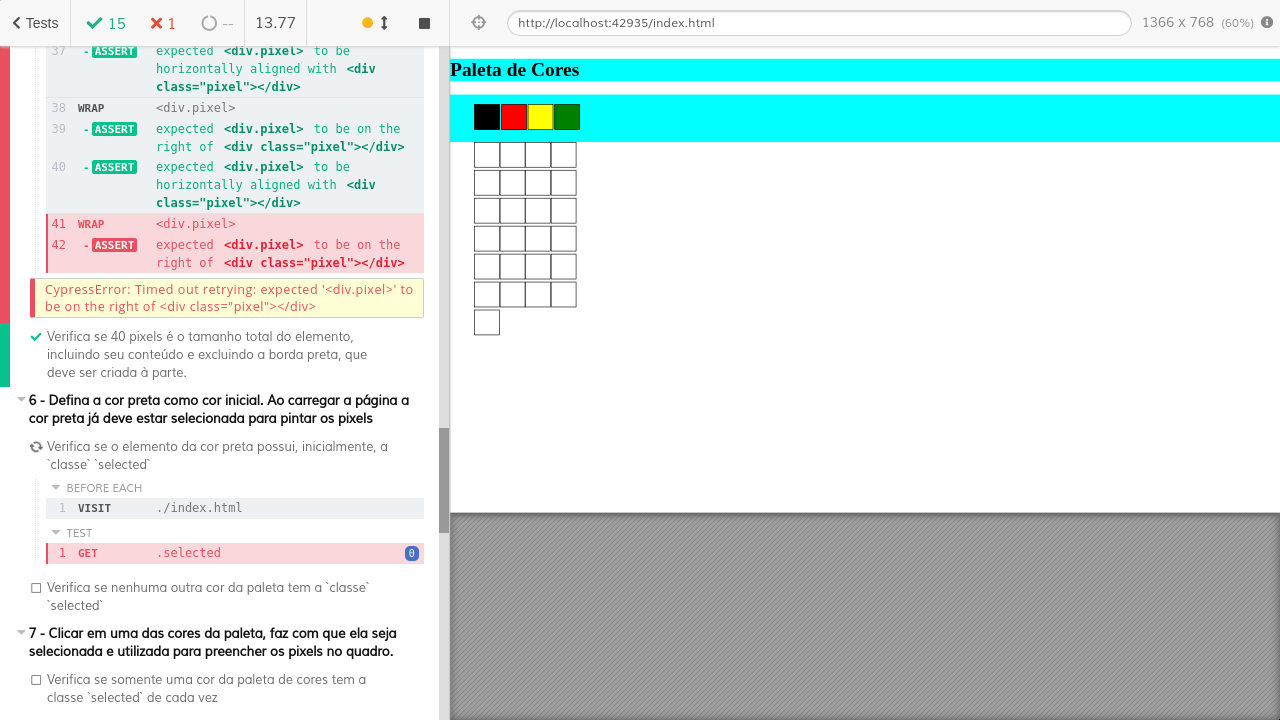 Tests 15 1 -- 13.77
http://localhost:42935/index.html 1366 x 768 (60%)
37 - ASSERT expected <div.pixel> to be
horizontally aligned with <div
class="pixel"></div>
38 WRAP <div.pixel>
39 - ASSERT expected <div.pixel> to be on the
right of <div class="pixel"></div>
40 - ASSERT expected <div.pixel> to be
horizontally aligned with <div
class="pixel"></div>
41 WRAP <div.pixel>
42 - ASSERT expected <div.pixel> to be on the
right of <div class="pixel"></div>
CypressError: Timed out retrying: expected '<div.pixel>' to
be on the right of <div class="pixel"></div>
Verifica se 40 pixels é o tamanho total do elemento,
incluindo seu conteúdo e excluindo a borda preta, que
deve ser criada à parte.
6 - Defina a cor preta como cor inicial. Ao carregar a página a
cor preta já deve estar selecionada para pintar os pixels
Verifica se o elemento da cor preta possui, inicialmente, a
`classe` `selected`
BEFORE EACH
1 VISIT ./index.html
TEST
1 GET .selected 0
Verifica se nenhuma outra cor da paleta tem a `classe`
`selected`
7 - Clicar em uma das cores da paleta, faz com que ela seja
selecionada e utilizada para preencher os pixels no quadro.
Verifica se somente uma cor da paleta de cores tem a
classe `selected` de cada vez
Paleta de Cores